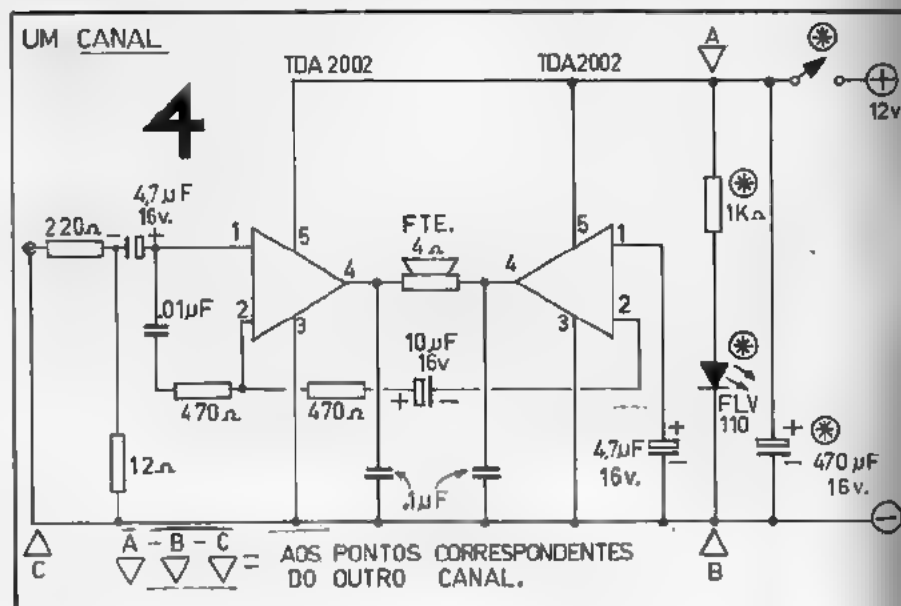 UM CANAL
4
TDA 2002
TDA2002
A
12v
220Ω
4,7µF
16v.
1
5
2
3
4
FTE.
4Ω
4
5
1
2
3
1KΩ
.01µF
470Ω
470Ω
10µF
16v
FLV
110
12Ω
.1µF
4,7µF
16v.
470µF
16v.
C
B
A - B - C = AOS PONTOS CORRESPONDENTES
DO OUTRO CANAL.